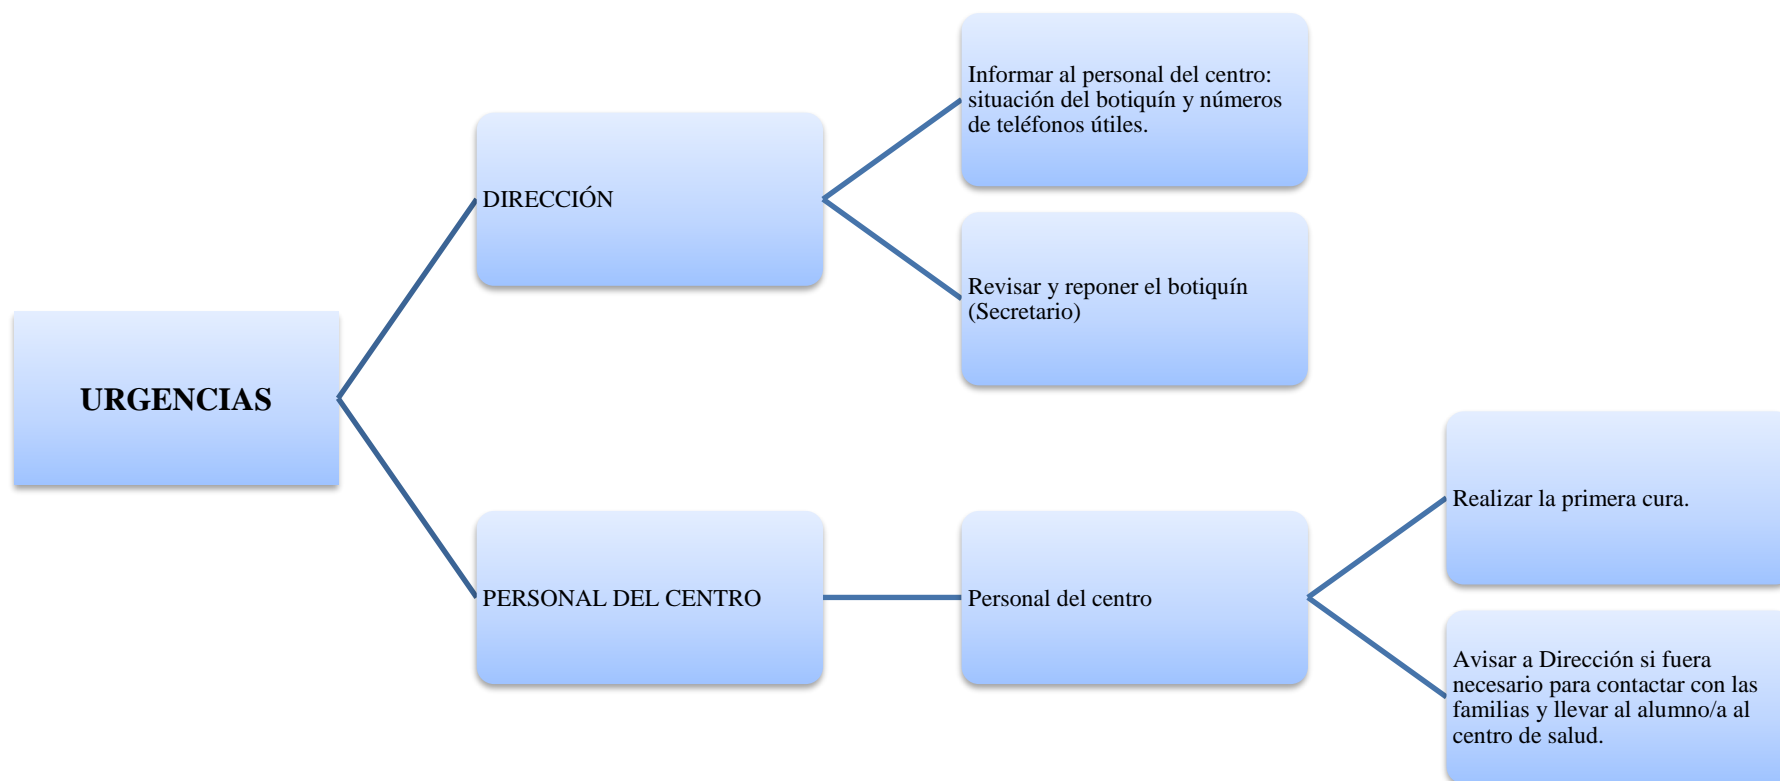 URGENCIAS
DIRECCIÓN
Informar al personal del centro:
situación del botiquín y números
de teléfonos útiles.
Revisar y reponer el botiquín
(Secretario)
PERSONAL DEL CENTRO
Personal del centro
Realizar la primera cura.
Avisar a Dirección si fuera
necesario para contactar con las
familias y llevar al alumno/a al
centro de salud.